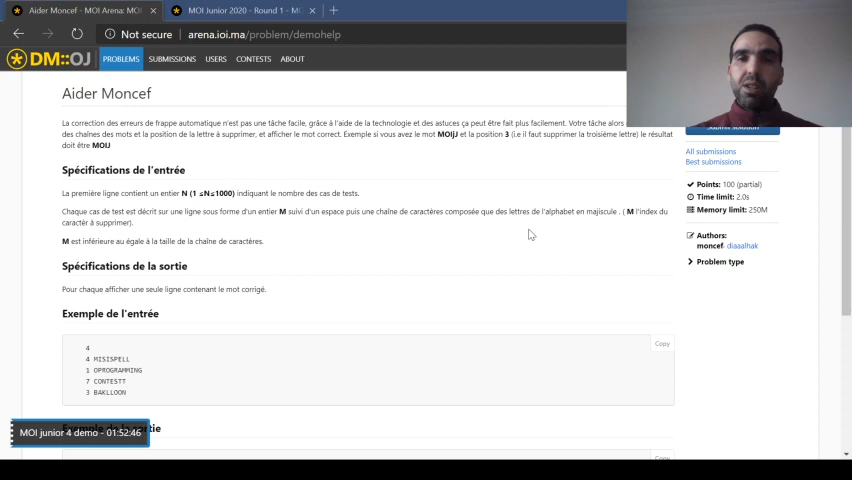 Aider Moncef - MOI Arena: MOI
MOI Junior 2020 - Round 1 - MO
Not secure
arena.ioi.ma/problem/demohelp
DM::OJ
PROBLEMS
SUBMISSIONS
USERS
CONTESTS
ABOUT
Aider Moncef
La correction des erreurs de frappe automatique n'est pas une tâche facile, grâce à l'aide de la technologie et des astuces ça peut être fait plus facilement. Votre tâche alors
des chaînes des mots et la position de la lettre à supprimer, et afficher le mot correct. Exemple si vous avez le mot MOIjJ et la position 3 (i.e il faut supprimer la troisième lettre) le résultat
doit être MOIJ
Spécifications de l'entrée
La première ligne contient un entier N (1 ≤N≤1000) indiquant le nombre des cas de tests.
Chaque cas de test est décrit sur une ligne sous forme d'un entier M suivi d'un espace puis une chaîne de caractères composée que des lettres de l'alphabet en majiscule . ( M l'index du
caractèr à supprimer).
M est inférieure au égale à la taille de la chaîne de caractères.
Spécifications de la sortie
Pour chaque afficher une seule ligne contenant le mot corrigé.
Exemple de l'entrée
Copy
4
4 MISISPELL
1 OPROGRAMMING
7 CONTESTT
3 BAKLLOON
MOI junior 4 demo - 01:52:46
tie
Copy
Submit solution
All submissions
Best submissions
Points: 100 (partial)
Time limit: 2.0s
Memory limit: 250M
Authors:
moncef, diaaalhak
Problem type